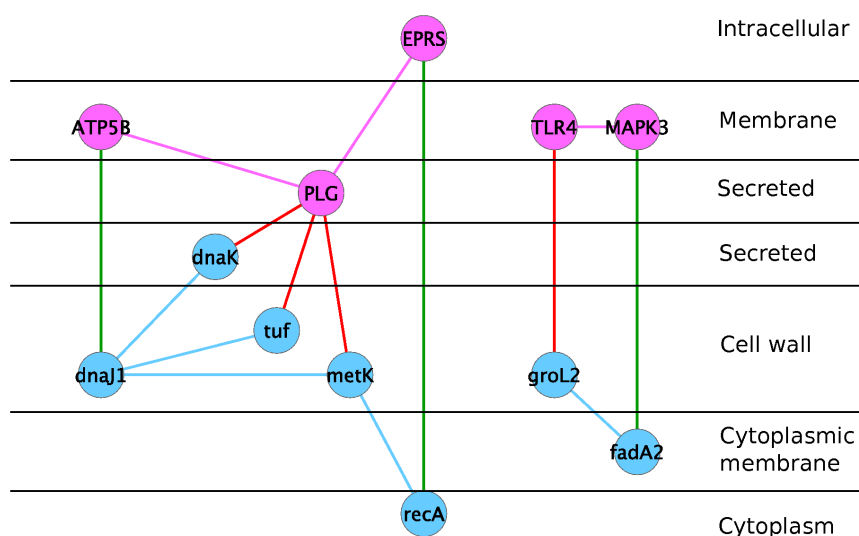 EPRS
Intracellular
ATP5B
TLR4
MAPK3
Membrane
PLG
Secreted
dnaK
Secreted
tuf
Cell wall
dnaJ1
metK
groL2
Cytoplasmic
membrane
fadA2
recA
Cytoplasm